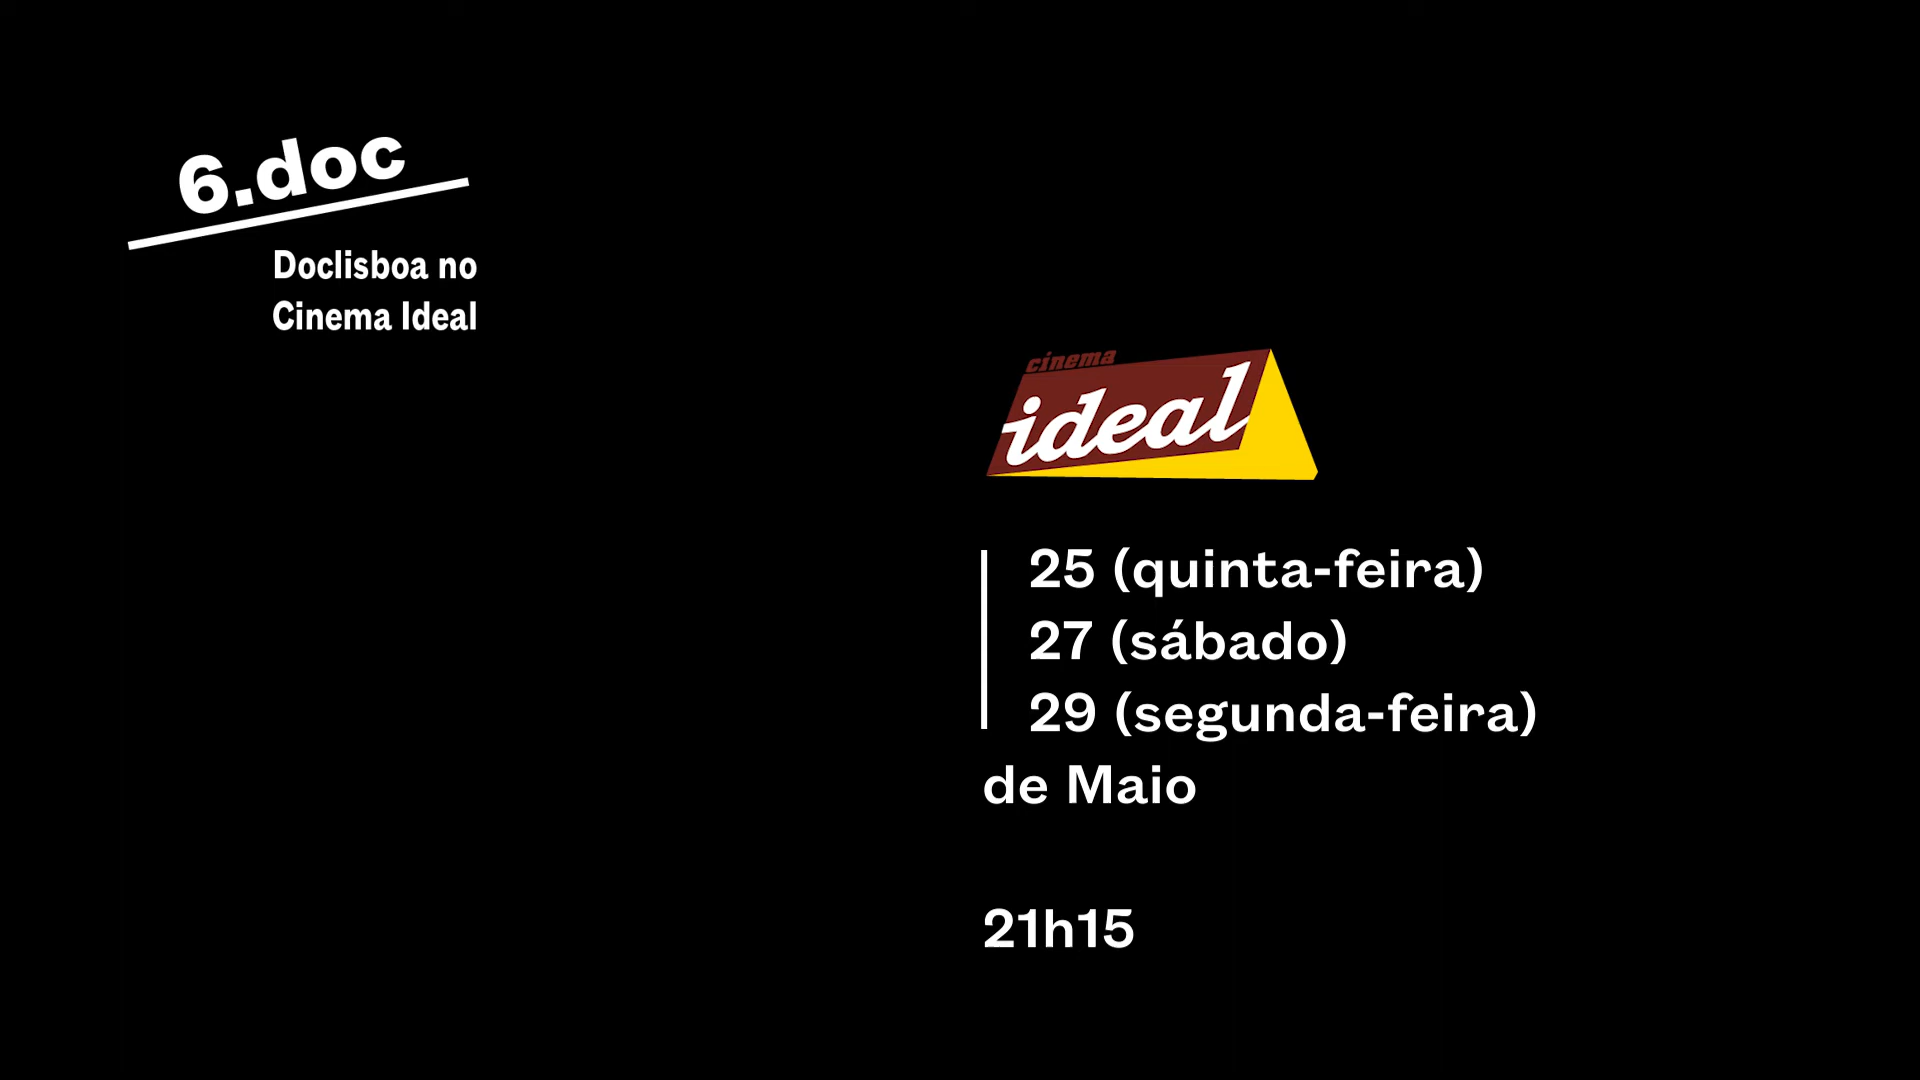 6.doc
Doclisboa no
Cinema Ideal
cinema
ideal
25 (quinta-feira)
27 (sábado)
29 (segunda-feira)
de Maio
21h15